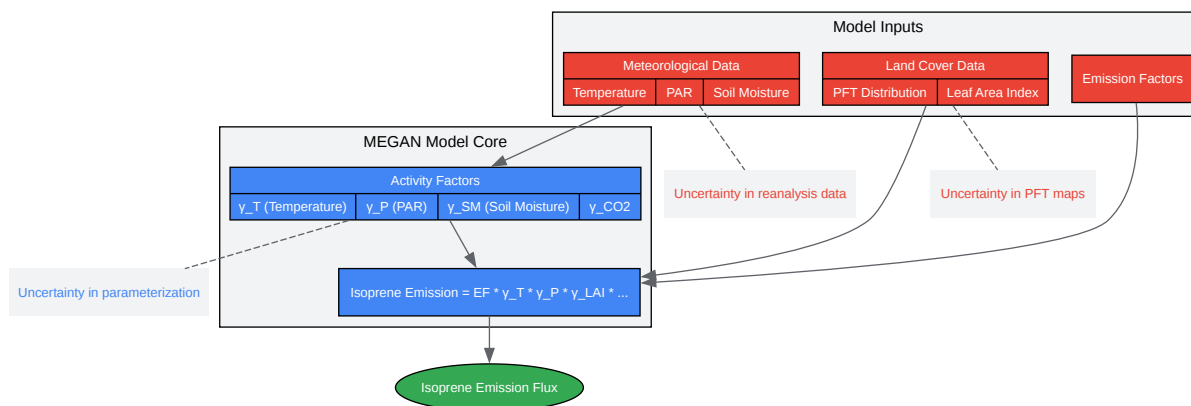 Model Inputs
Meteorological Data
Temperature
PAR
Soil Moisture
Land Cover Data
PFT Distribution
Leaf Area Index
Emission Factors
MEGAN Model Core
Activity Factors
γ_T (Temperature)
γ_P (PAR)
γ_SM (Soil Moisture)
γ_CO2
Uncertainty in reanalysis data
Uncertainty in PFT maps
Uncertainty in parameterization
Isoprene Emission = EF * γ_T * γ_P * γ_LAI * ...
Isoprene Emission Flux